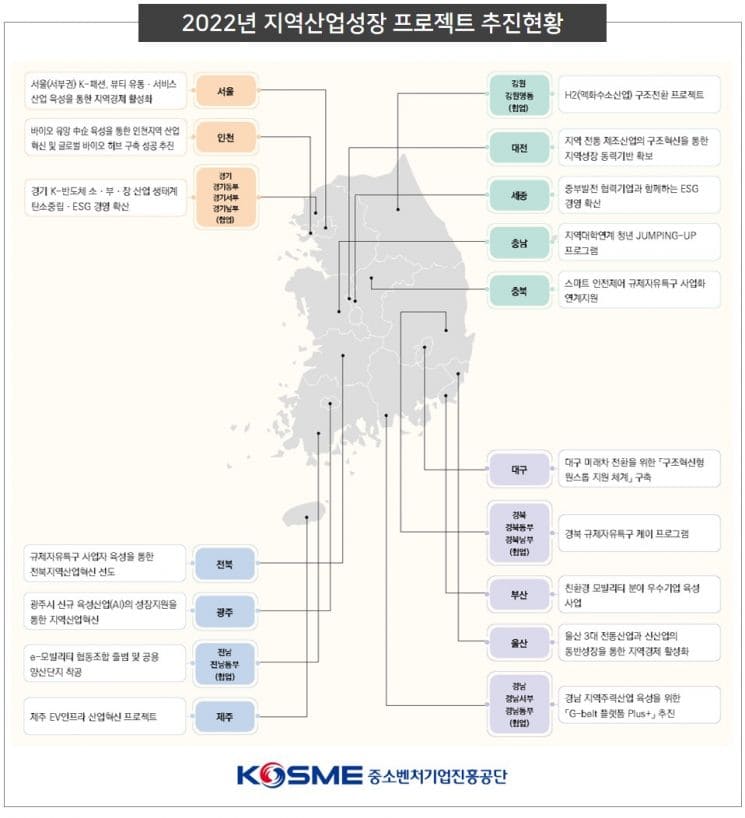 2022년 지역산업성장 프로젝트 추진현황
서울(서부권) K-패션, 뷰티 유통·서비스
산업 육성을 통한 지역경제 활성화
서울
바이오 유망 中企 육성을 통한 인천지역 산업
혁신 및 글로벌 바이오 허브 구축 성공 추진
인천
경기 K-반도체 소·부·장 산업 생태계
탄소중립·ESG 경영 확산
경기
경기동부
경기서부
경기남부
(협업)
강원
강원영동
(협업)
H2(액화수소산업) 구조전환 프로젝트
대전
지역 전통 제조산업의 구조혁신을 통한
지역성장 동력기반 확보
세종
중부발전 협력기업과 함께하는 ESG
경영 확산
충남
지역대학연계 청년 JUMPING-UP
프로그램
충북
스마트 안전제어 규제자유특구 사업화
연계지원
대구
대구 미래차 전환을 위한 「구조혁신형
원스톱 지원 체계」 구축
경북
경북동부
경북남부
(협업)
경북 규제자유특구 케어 프로그램
부산
친환경 모빌리티 분야 우수기업 육성
사업
울산
울산 3대 전통산업과 신산업의
동반성장을 통한 지역경제 활성화
경남
경남서부
경남동부
(협업)
경남 지역주력산업 육성을 위한
「G-belt 플랫폼 Plus+」 추진
규제자유특구 사업자 육성을 통한
전북지역산업혁신 선도
전북
광주시 신규 육성산업(AI)의 성장지원을
통한 지역산업혁신
광주
e-모빌리티 협동조합 출범 및 공용
양산단지 착공
전남
전남동부
(협업)
제주 EV인프라 산업혁신 프로젝트
제주
KOSME 중소벤처기업진흥공단